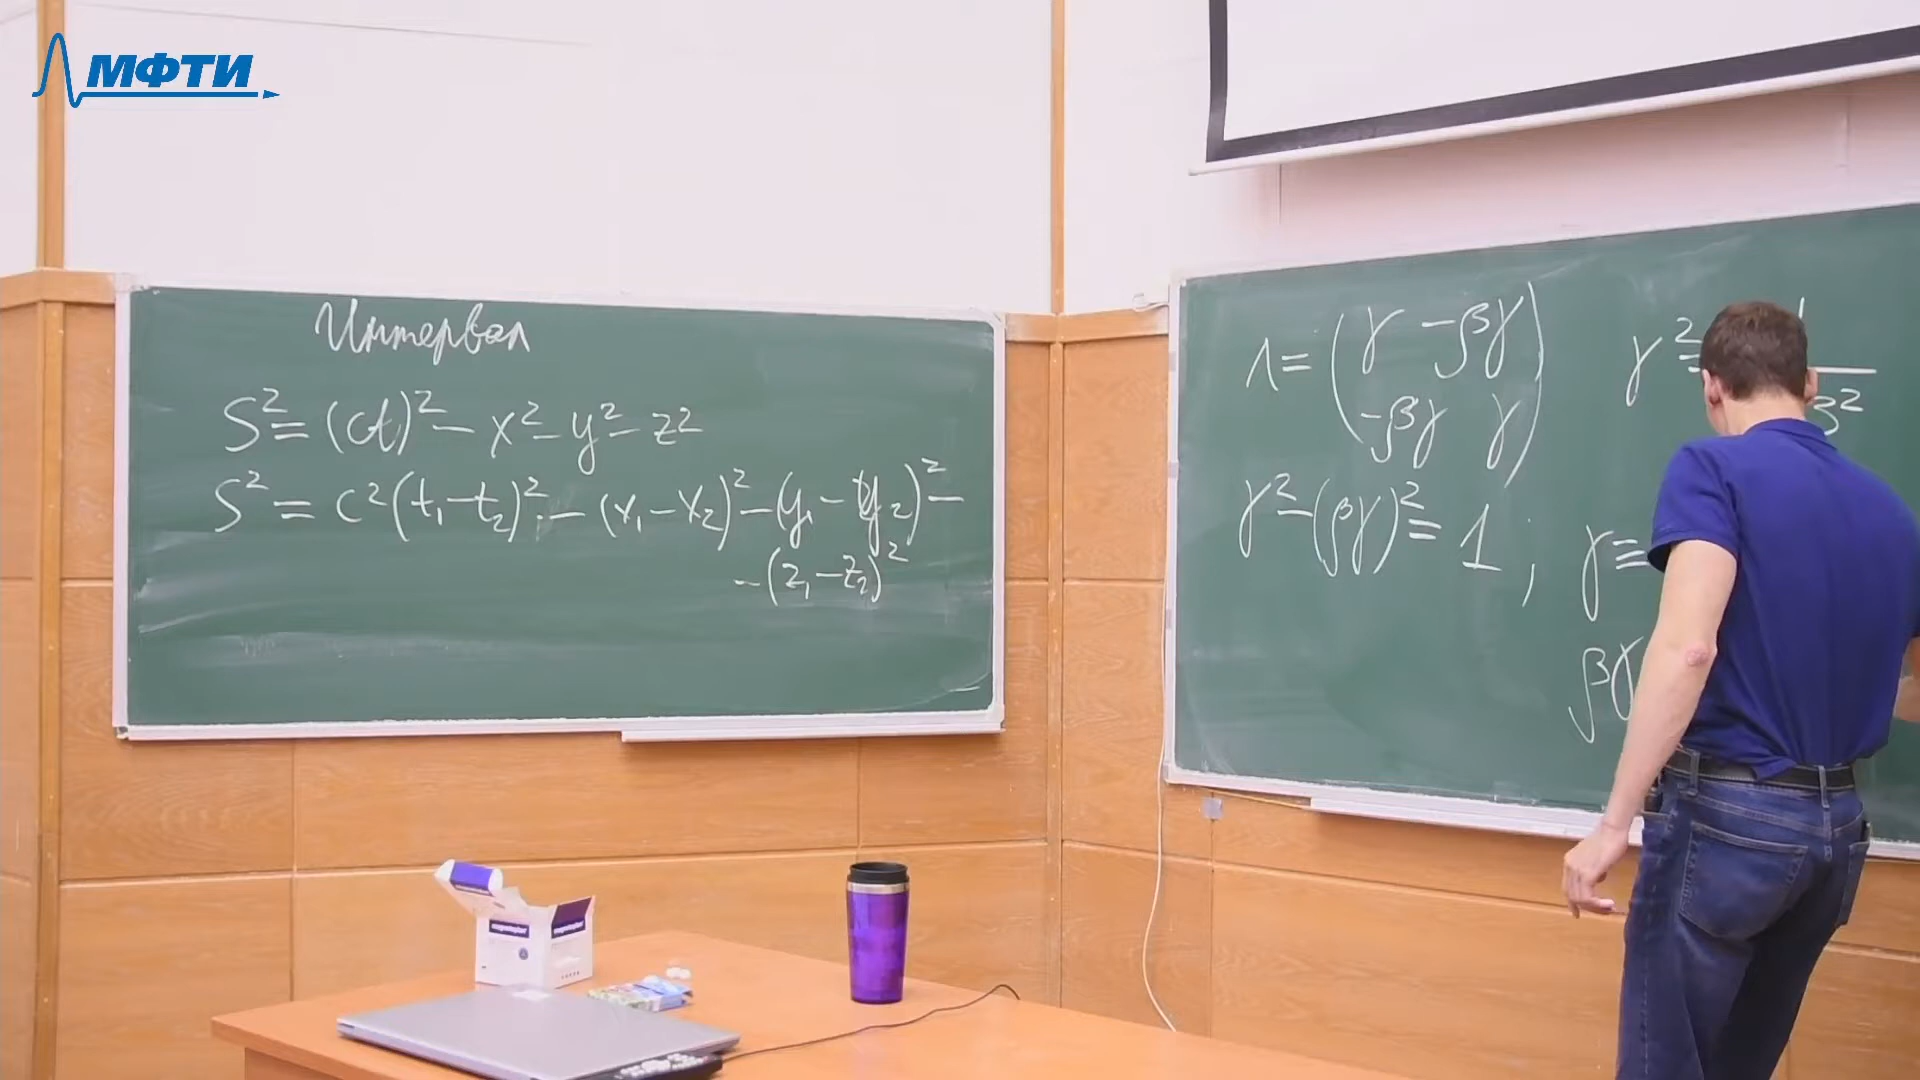 МФТИ
Интервал
S² = (ct)² − x² − y² − z²
S² = c²(t₁ − t₂)² − (x₁ − x₂)² − (y₁ − y₂)² −
− (z₁ − z₂)²
Λ = ( γ −βγ
−βγ γ )
γ² =
γ² − (βγ)² = 1 ; γ =
βγ